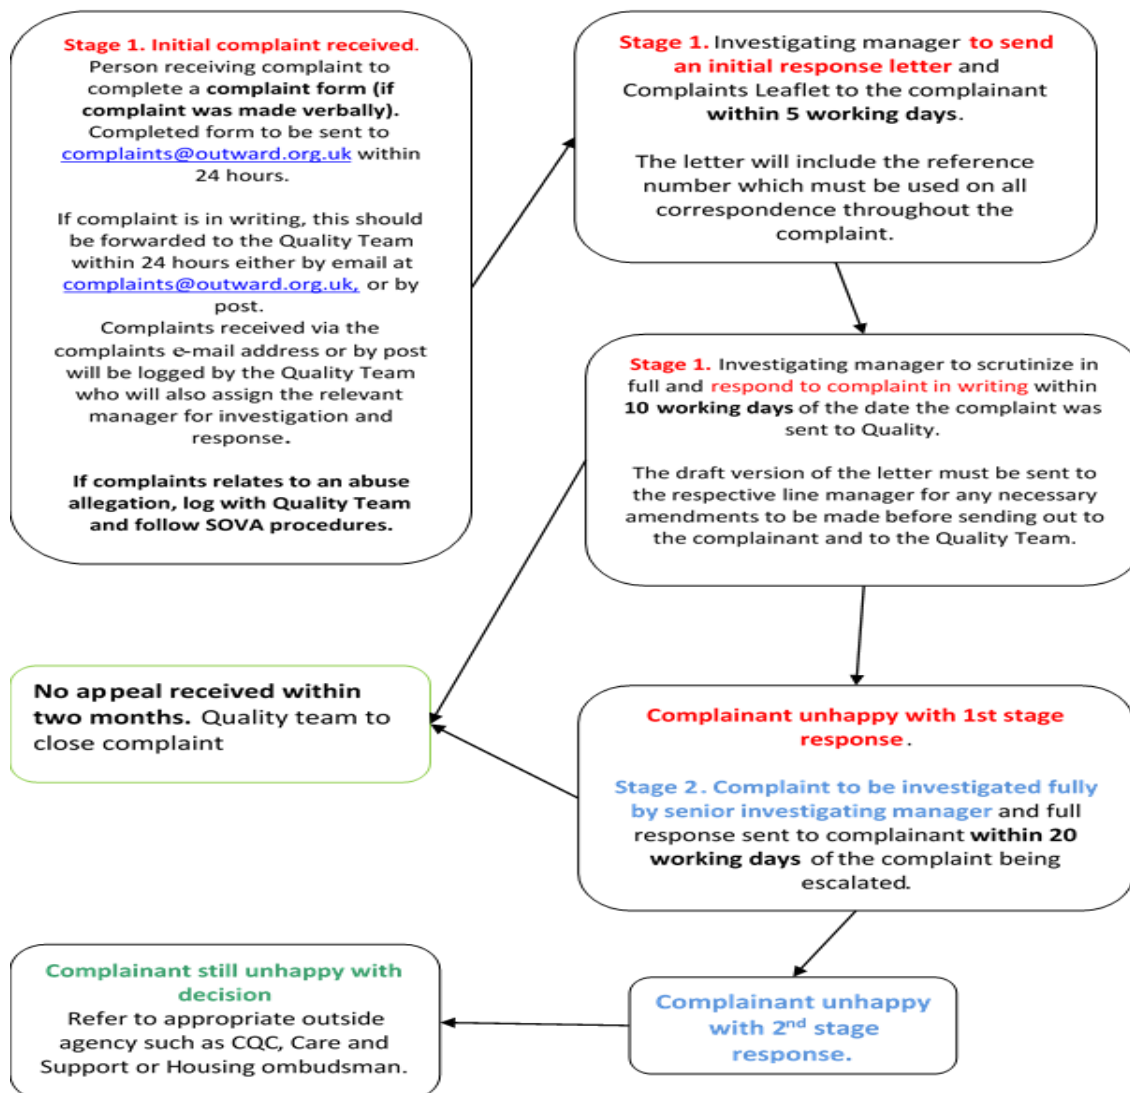 Stage 1. Initial complaint received.
Person receiving complaint to
complete a complaint form (if
complaint was made verbally).
Completed form to be sent to
complaints@outward.org.uk within
24 hours.
If complaint is in writing, this should
be forwarded to the Quality Team
within 24 hours either by email at
complaints@outward.org.uk, or by
post.
Complaints received via the
complaints e-mail address or by post
will be logged by the Quality Team
who will also assign the relevant
manager for investigation and
response.
If complaints relates to an abuse
allegation, log with Quality Team
and follow SOVA procedures.
Stage 1. Investigating manager to send
an initial response letter and
Complaints Leaflet to the complainant
within 5 working days.
The letter will include the reference
number which must be used on all
correspondence throughout the
complaint.
Stage 1. Investigating manager to scrutinize in
full and respond to complaint in writing within
10 working days of the date the complaint was
sent to Quality.
The draft version of the letter must be sent to
the respective line manager for any necessary
amendments to be made before sending out to
the complainant and to the Quality Team.
No appeal received within
two months. Quality team to
close complaint
Complainant unhappy with 1st stage
response.
Stage 2. Complaint to be investigated fully
by senior investigating manager and full
response sent to complainant within 20
working days of the complaint being
escalated.
Complainant unhappy
with 2nd stage
response.
Complainant still unhappy with
decision
Refer to appropriate outside
agency such as CQC, Care and
Support or Housing ombudsman.